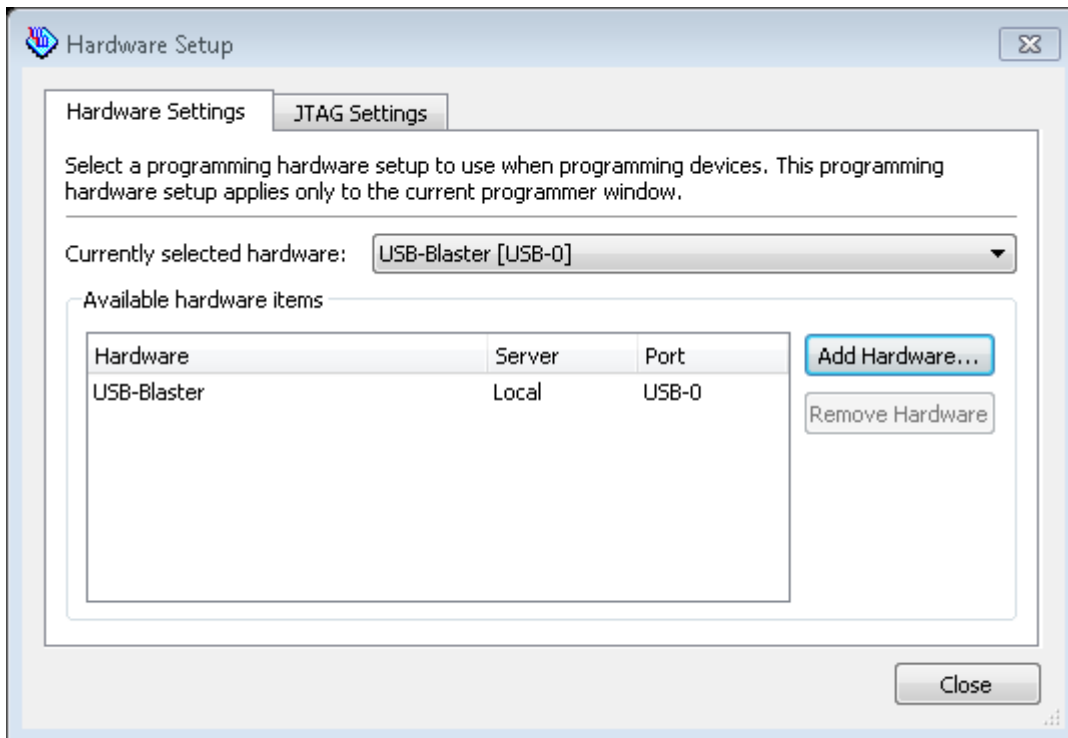 Hardware Setup
Hardware Settings
JTAG Settings
Select a programming hardware setup to use when programming devices. This programming
hardware setup applies only to the current programmer window.
Currently selected hardware:
USB-Blaster [USB-0]
Available hardware items
Hardware Server Port
USB-Blaster Local USB-0
Add Hardware...
Remove Hardware
Close